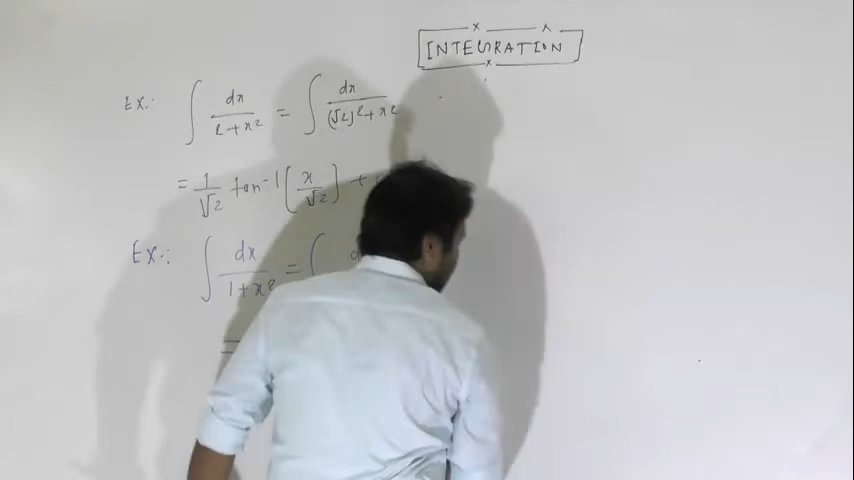 INTEGRATION
EX:- ∫ dx / 2+x² = ∫ dx / (√2)²+x²
= 1/√2 tan⁻¹ [x/√2] +
EX:- ∫ dx / 1+x² = ∫
=